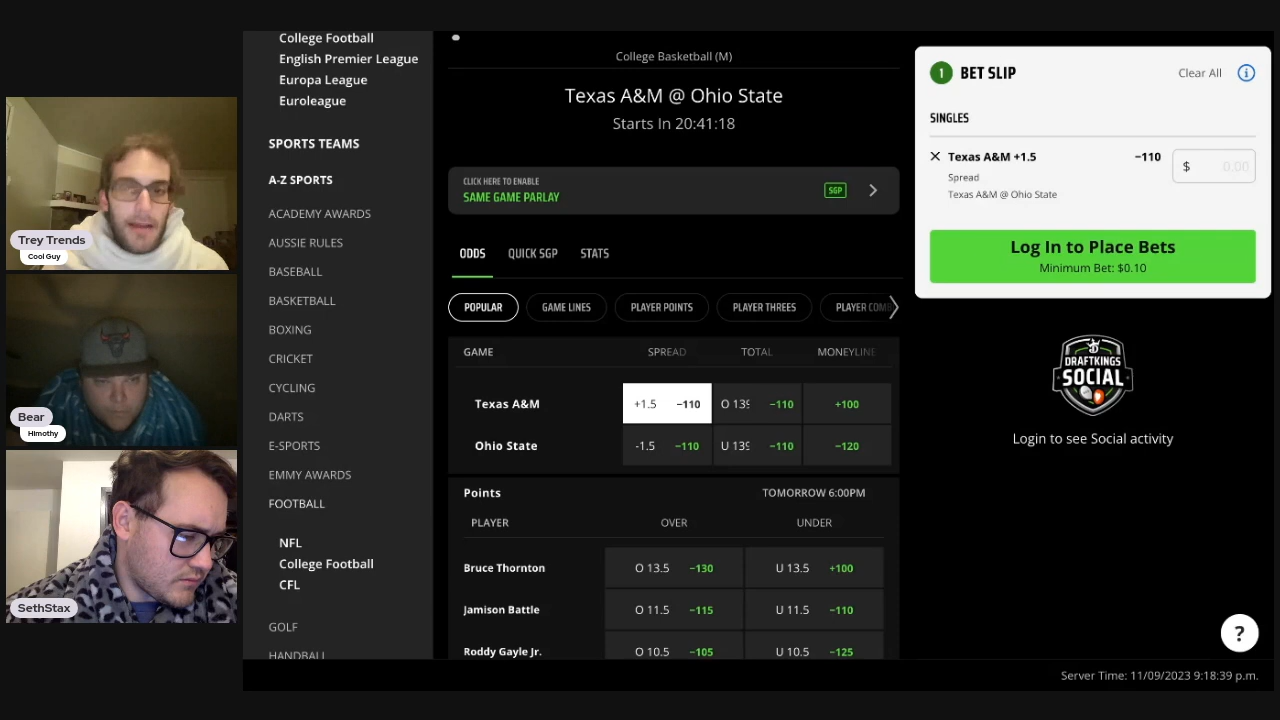 Trey Trends
Cool Guy
Bear
Himothy
SethStax
College Football
English Premier League
Europa League
Euroleague
SPORTS TEAMS
A-Z SPORTS
ACADEMY AWARDS
AUSSIE RULES
BASEBALL
BASKETBALL
BOXING
CRICKET
CYCLING
DARTS
E-SPORTS
EMMY AWARDS
FOOTBALL
NFL
College Football
CFL
GOLF
HANDBALL
College Basketball (M)
Texas A&M @ Ohio State
Starts In 20:41:18
CLICK HERE TO ENABLE
SAME GAME PARLAY
SGP
ODDS QUICK SGP STATS
POPULAR GAME LINES PLAYER POINTS PLAYER THREES PLAYER COM
GAME SPREAD TOTAL MONEYLINE
Texas A&M +1.5 −110 O 139 −110 +100
Ohio State -1.5 −110 U 139 −110 −120
Points TOMORROW 6:00PM
PLAYER OVER UNDER
Bruce Thornton O 13.5 −130 U 13.5 +100
Jamison Battle O 11.5 −115 U 11.5 −110
Roddy Gayle Jr. O 10.5 −105 U 10.5 −125
1 BET SLIP Clear All
SINGLES
Texas A&M +1.5 −110 $ 0.00
Spread
Texas A&M @ Ohio State
Log In to Place Bets
Minimum Bet: $0.10
DRAFTKINGS
SOCIAL
Login to see Social activity
?
Server Time: 11/09/2023 9:18:39 p.m.